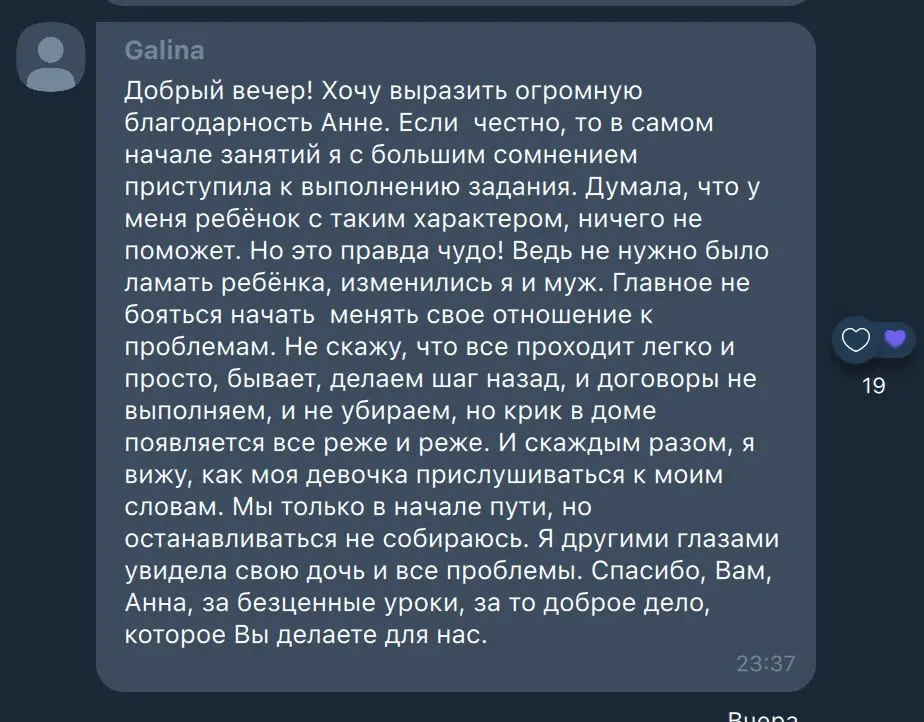 Galina
Добрый вечер! Хочу выразить огромную
благодарность Анне. Если  честно, то в самом
начале занятий я с большим сомнением
приступила к выполнению задания. Думала, что у
меня ребёнок с таким характером, ничего не
поможет. Но это правда чудо! Ведь не нужно было
ламать ребёнка, изменились я и муж. Главное не
бояться начать  менять свое отношение к
проблемам. Не скажу, что все проходит легко и
просто, бывает, делаем шаг назад, и договоры не
выполняем, и не убираем, но крик в доме
появляется все реже и реже. И скаждым разом, я
вижу, как моя девочка прислушиваться к моим
словам. Мы только в начале пути, но
останавливаться не собираюсь. Я другими глазами
увидела свою дочь и все проблемы. Спасибо, Вам,
Анна, за безценные уроки, за то доброе дело,
которое Вы делаете для нас.
23:37
19
Вчера